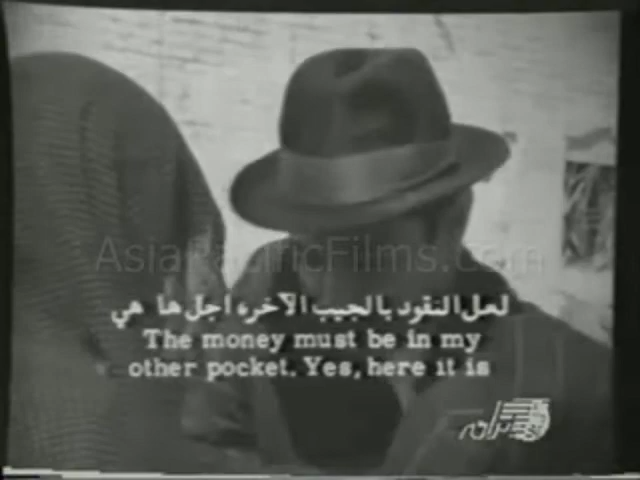 AsiaPacificFilms.com
لعل النقود بالجيب الآخره اجل ها هي
The money must be in my
other pocket. Yes, here it is